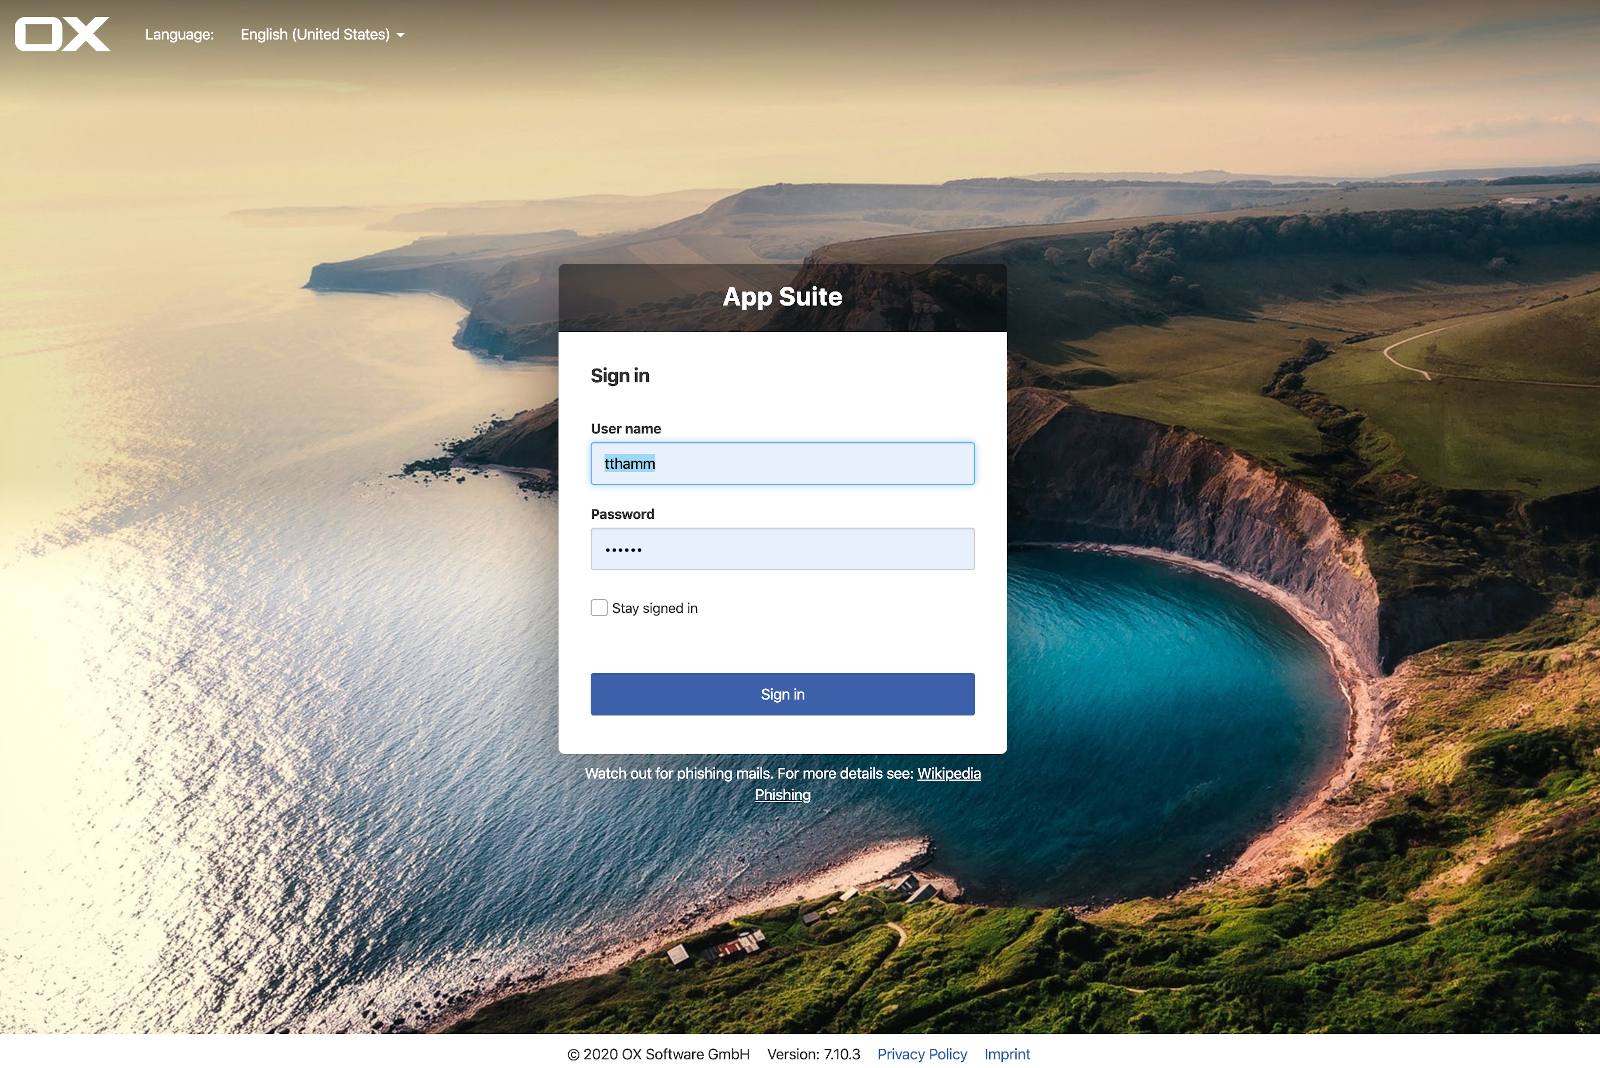 OX Language: English (United States)
App Suite
Sign in
User name
tthamm
Password
••••••
Stay signed in
Sign in
Watch out for phishing mails. For more details see: Wikipedia
Phishing
© 2020 OX Software GmbH Version: 7.10.3 Privacy Policy Imprint